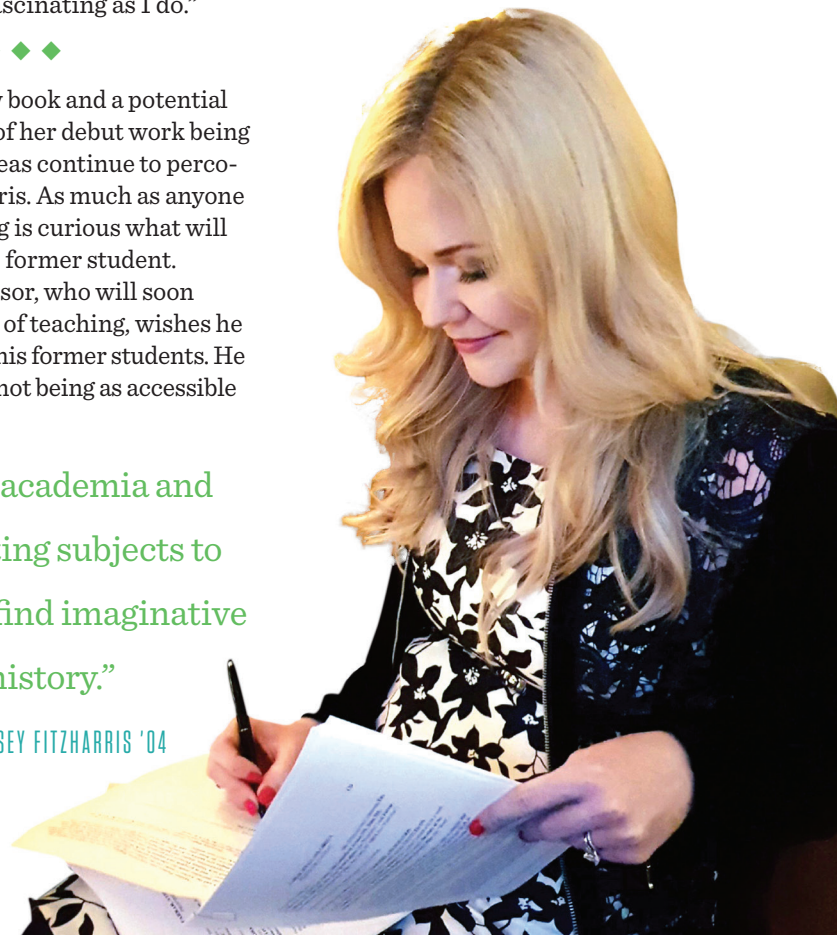 ascinating as I do.”
book and a potential
of her debut work being
eas continue to perco-
ris. As much as anyone
g is curious what will
former student.
sor, who will soon
of teaching, wishes he
his former students. He
not being as accessible
academia and
ting subjects to
find imaginative
history.”
SEY FITZHARRIS ’04